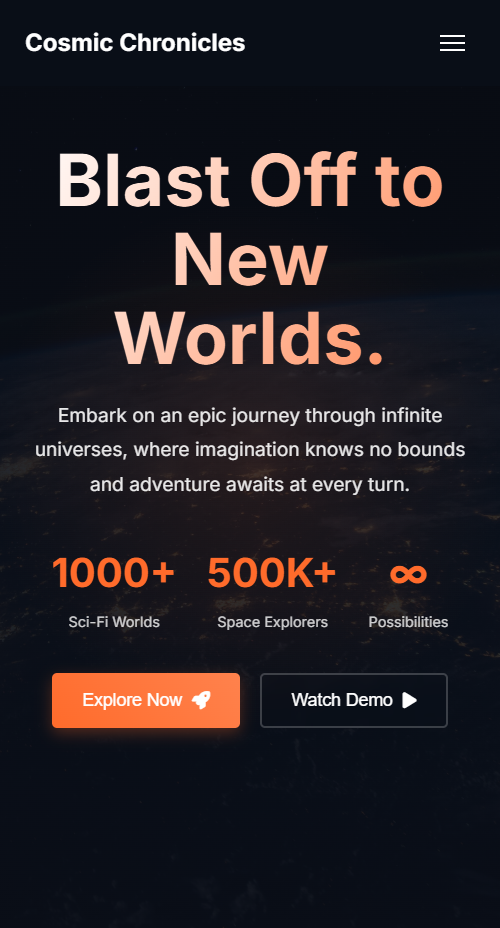 Cosmic Chronicles
Blast Off to
New
Worlds.
Embark on an epic journey through infinite
universes, where imagination knows no bounds
and adventure awaits at every turn.
1000+ 500K+ ∞
Sci-Fi Worlds Space Explorers Possibilities
Explore Now Watch Demo